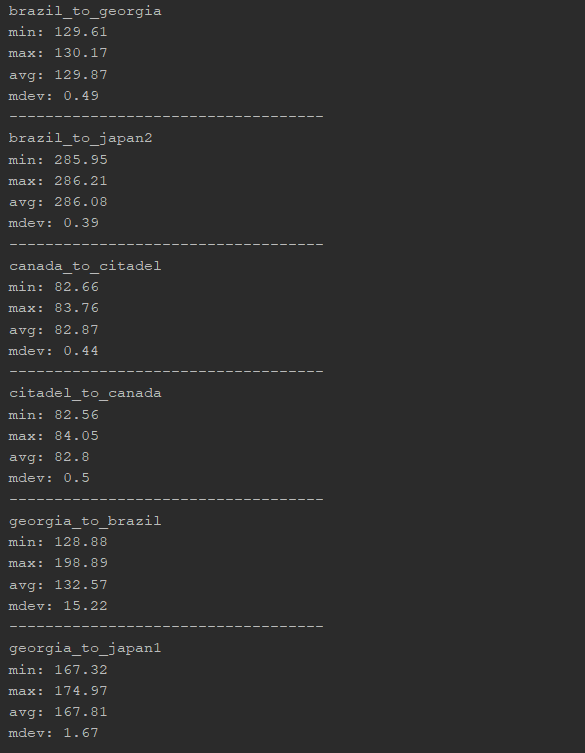 brazil_to_georgia
min: 129.61
max: 130.17
avg: 129.87
mdev: 0.49
-----------------------------------
brazil_to_japan2
min: 285.95
max: 286.21
avg: 286.08
mdev: 0.39
-----------------------------------
canada_to_citadel
min: 82.66
max: 83.76
avg: 82.87
mdev: 0.44
-----------------------------------
citadel_to_canada
min: 82.56
max: 84.05
avg: 82.8
mdev: 0.5
-----------------------------------
georgia_to_brazil
min: 128.88
max: 198.89
avg: 132.57
mdev: 15.22
-----------------------------------
georgia_to_japan1
min: 167.32
max: 174.97
avg: 167.81
mdev: 1.67